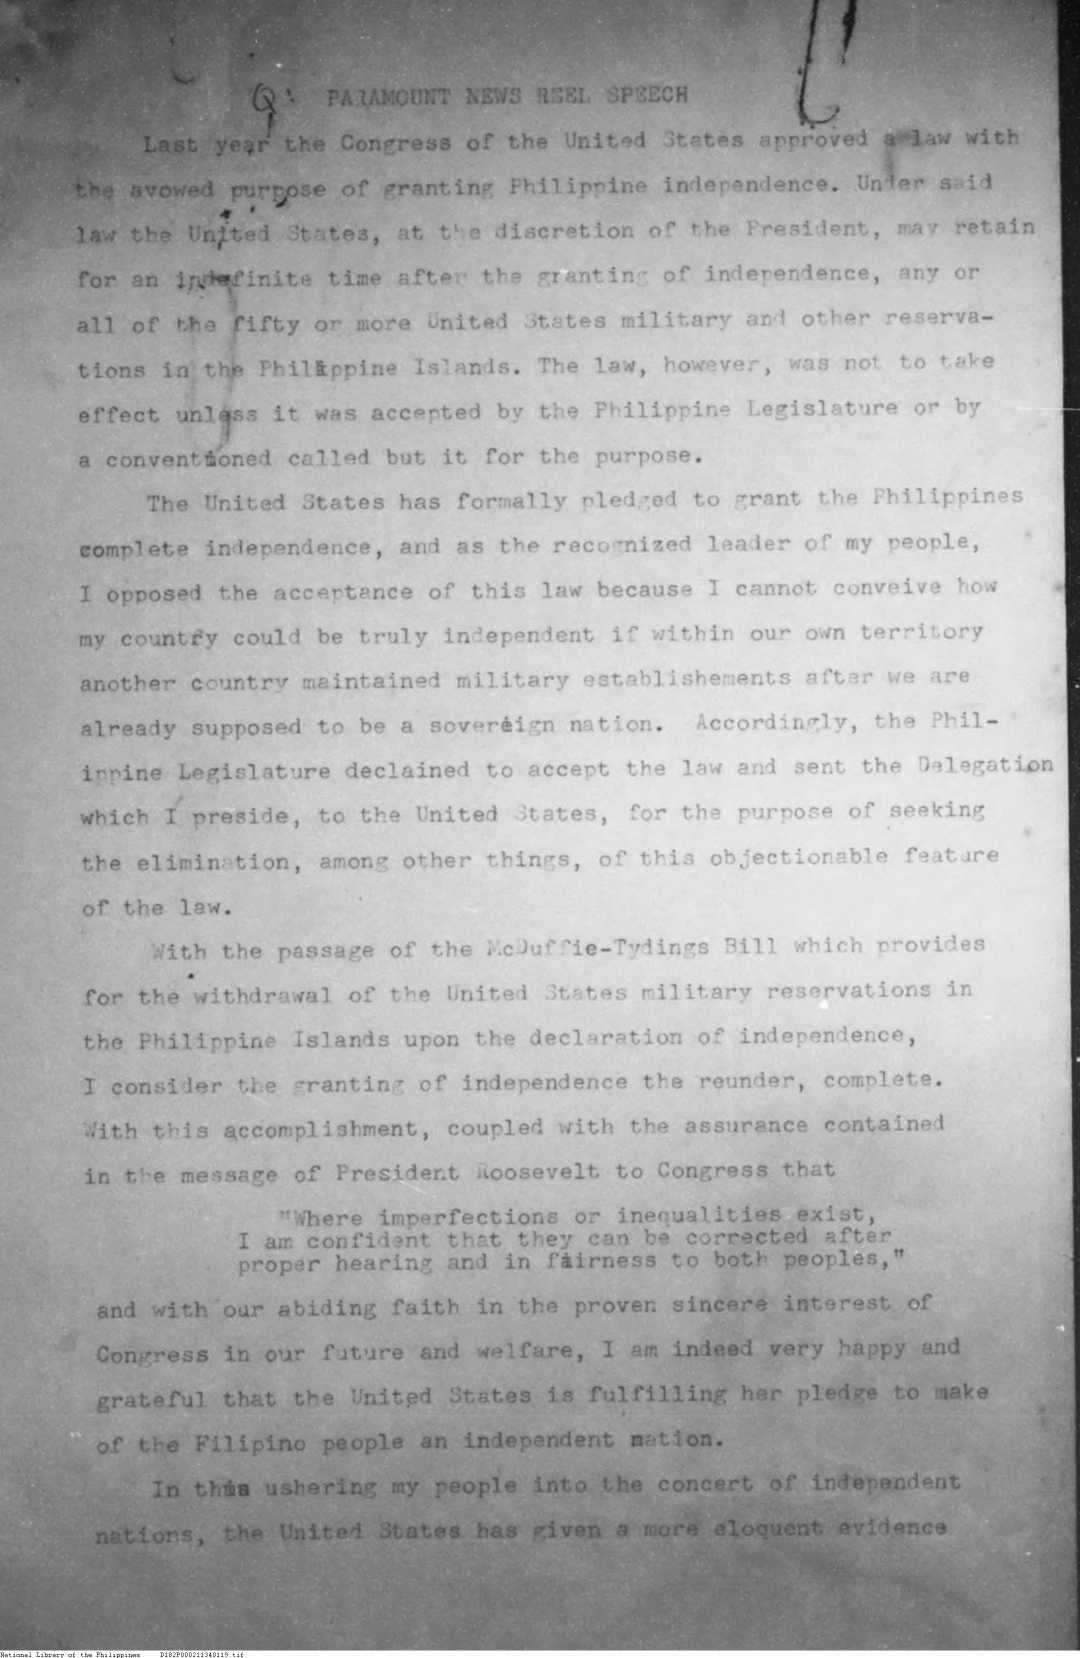 Q:
PARAMOUNT NEWS REEL SPEECH
Last year the Congress of the United States approved a law with
the avowed purpose of granting Philippine independence. Under said
law the United States, at the discretion of the President, may retain
for an indefinite time after the granting of independence, any or
all of the fifty or more United States military and other reserva-
tions in the Philippine Islands. The law, however, was not to take
effect unless it was accepted by the Philippine Legislature or by
a conventioned called but it for the purpose.
The United States has formally pledged to grant the Philippines
complete independence, and as the recognized leader of my people,
I opposed the acceptance of this law because I cannot conveive how
my country could be truly independent if within our own territory
another country maintained military establishements after we are
already supposed to be a sovereign nation. Accordingly, the Phil-
ippine Legislature declained to accept the law and sent the Delegation
which I preside, to the United States, for the purpose of seeking
the elimination, among other things, of this objectionable feature
of the law.
With the passage of the McDuffie-Tydings Bill which provides
for the withdrawal of the United States military reservations in
the Philippine Islands upon the declaration of independence,
I consider the granting of independence the reunder, complete.
With this accomplishment, coupled with the assurance contained
in the message of President Roosevelt to Congress that
"Where imperfections or inequalities exist,
I am confident that they can be corrected after
proper hearing and in fairness to both peoples,"
and with our abiding faith in the proven sincere interest of
Congress in our future and welfare, I am indeed very happy and
grateful that the United States is fulfilling her pledge to make
of the Filipino people an independent nation.
In thus ushering my people into the concert of independent
nations, the United States has given a more eloquent evidence
National Library of the Philippines D182P000211340119.tif